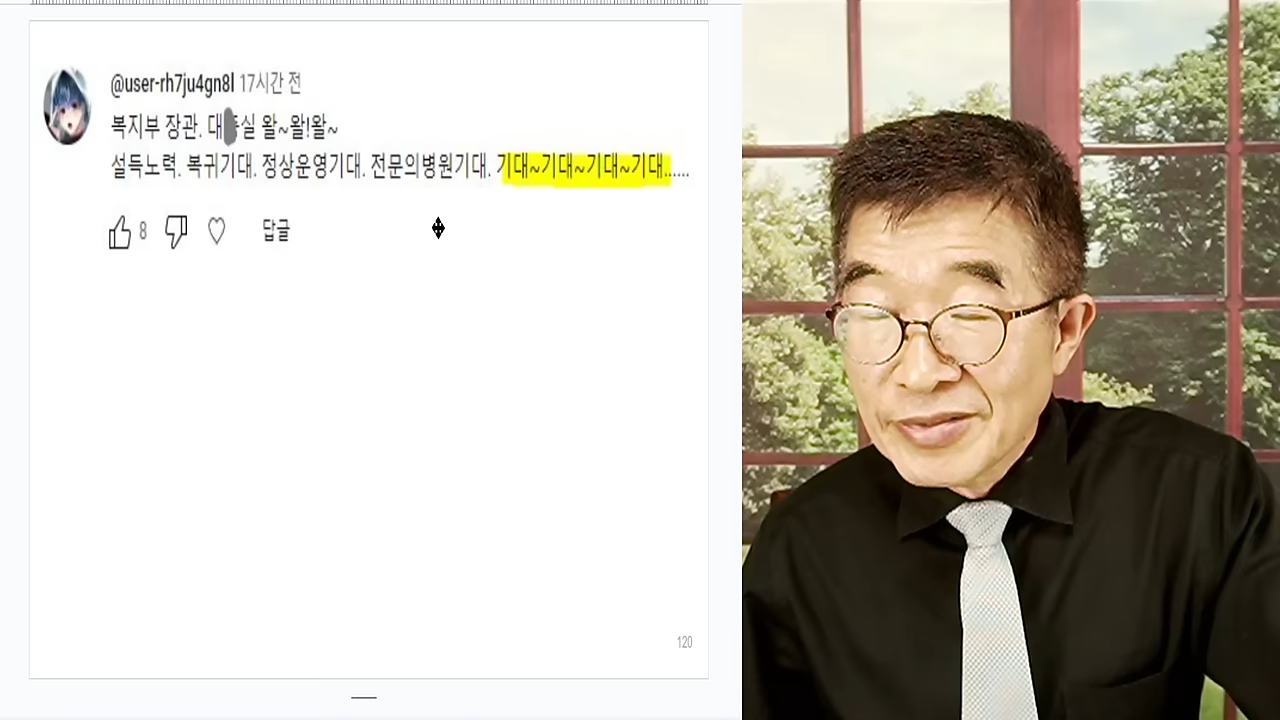 @user-rh7ju4gn8l 17시간 전
복지부 장관. 왈~왈!왈~
설득노력. 복귀기대. 정상운영기대. 전문의병원기대. 기대~기대~기대~기대......
8 답글
120